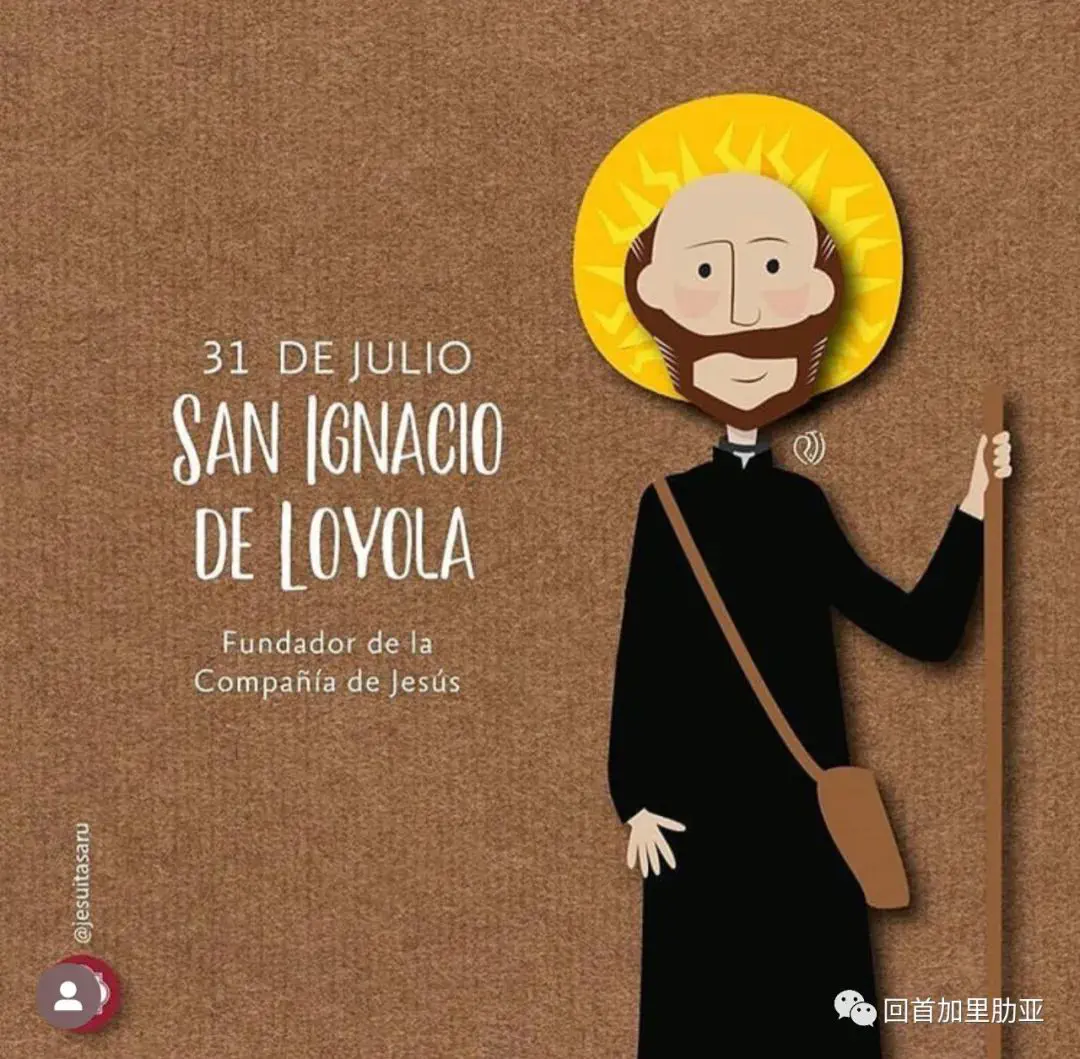 31 DE JULIO
SAN IGNACIO
DE LOYOLA
Fundador de la
Compañía de Jesús
@jesuitasaru
回首加里肋亚